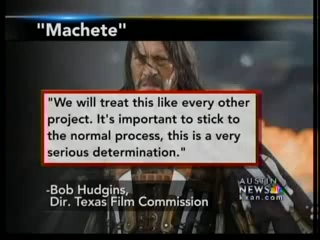 "Machete"
"We will treat this like every other
project. It's important to stick to
the normal process, this is a very
serious determination."
-Bob Hudgins,
Dir. Texas Film Commission
AUSTIN
NEWS
kxan.com